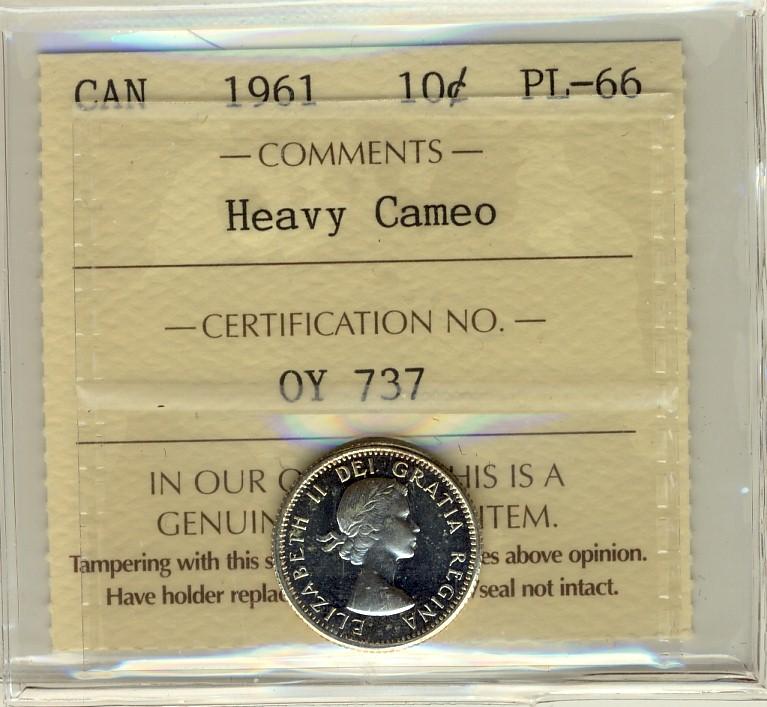 CAN 1961 10¢ PL-66
— COMMENTS —
Heavy Cameo
— CERTIFICATION NO. —
OY 737
IN OUR HIS IS A
ITEM.
Tampering with this above opinion.
Have holder seal not intact.
ELIZABETH II DEI GRATIA REGINA